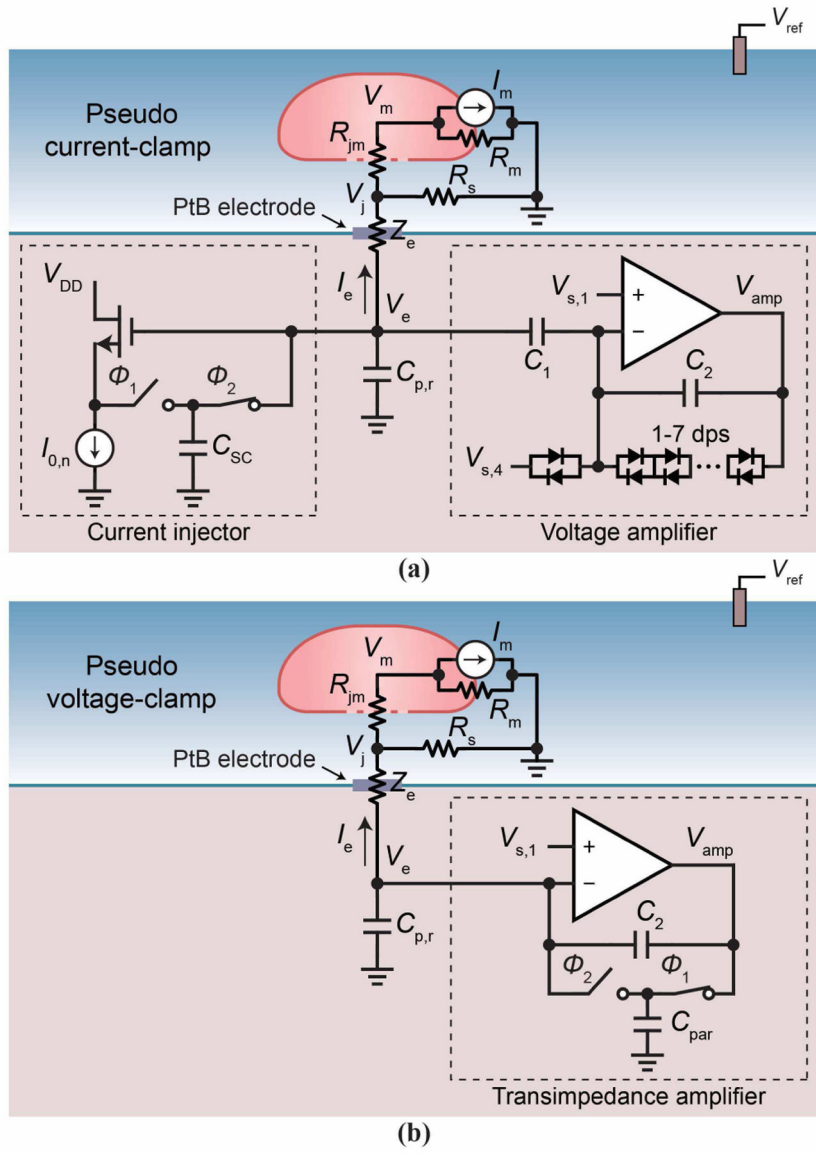 V_ref
Pseudo
current-clamp
V_m
I_m
R_jm
R_m
V_j
R_s
PtB electrode
Z_e
V_DD
I_e
V_e
V_s,1
+
−
V_amp
C_1
C_2
Φ_1
Φ_2
C_p,r
I_0,n
C_SC
V_s,4
1-7 dps
Current injector
Voltage amplifier
(a)
V_ref
Pseudo
voltage-clamp
V_m
I_m
R_jm
R_m
V_j
R_s
PtB electrode
Z_e
I_e
V_e
V_s,1
+
−
V_amp
C_p,r
C_2
Φ_2
Φ_1
C_par
Transimpedance amplifier
(b)